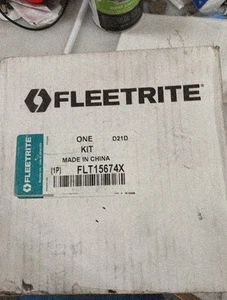 FLEETRITE
ONE D21D
KIT
MADE IN CHINA
(1P) FLT15674X